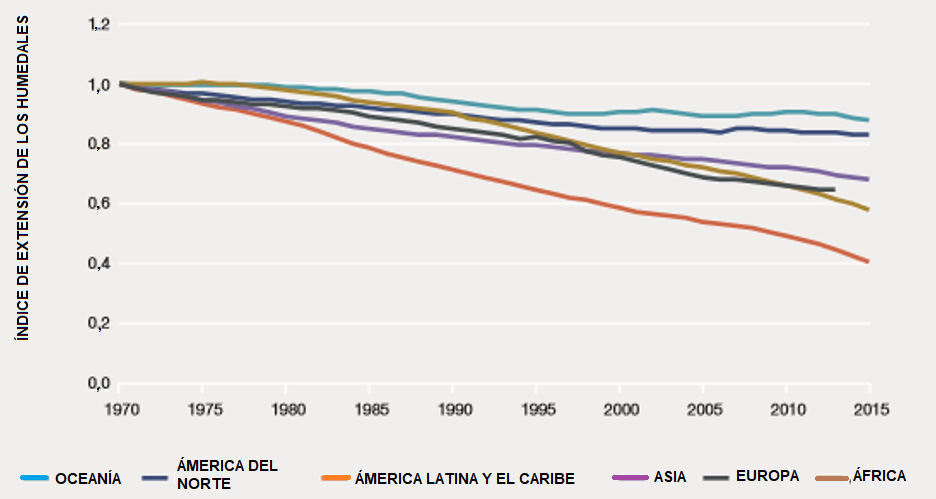 ÍNDICE DE EXTENSIÓN DE LOS HUMEDALES
1,2
1,0
0,8
0,6
0,4
0,2
0,0
1970 1975 1980 1985 1990 1995 2000 2005 2010 2015
OCEANÍA
ÁMERICA DEL
NORTE
ÁMERICA LATINA Y EL CARIBE
ASIA
EUROPA
ÁFRICA